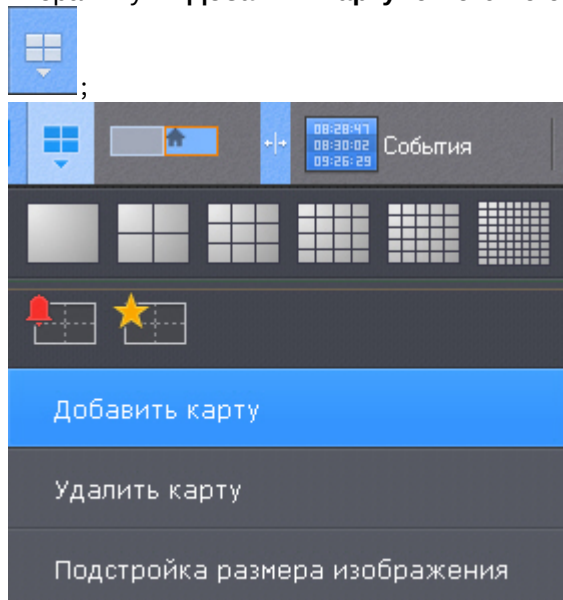 ;
08:28:47
08:30:02
09:26:29
События
Добавить карту
Удалить карту
Подстройка размера изображения